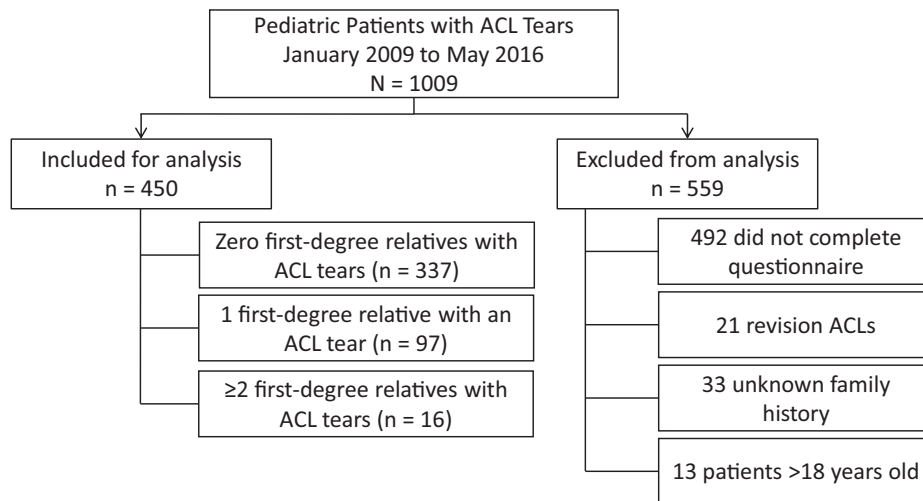 Pediatric Patients with ACL Tears
January 2009 to May 2016
N = 1009
Included for analysis
n = 450
Zero first-degree relatives with
ACL tears (n = 337)
1 first-degree relative with an
ACL tear (n = 97)
≥2 first-degree relatives with
ACL tears (n = 16)
Excluded from analysis
n = 559
492 did not complete
questionnaire
21 revision ACLs
33 unknown family
history
13 patients >18 years old